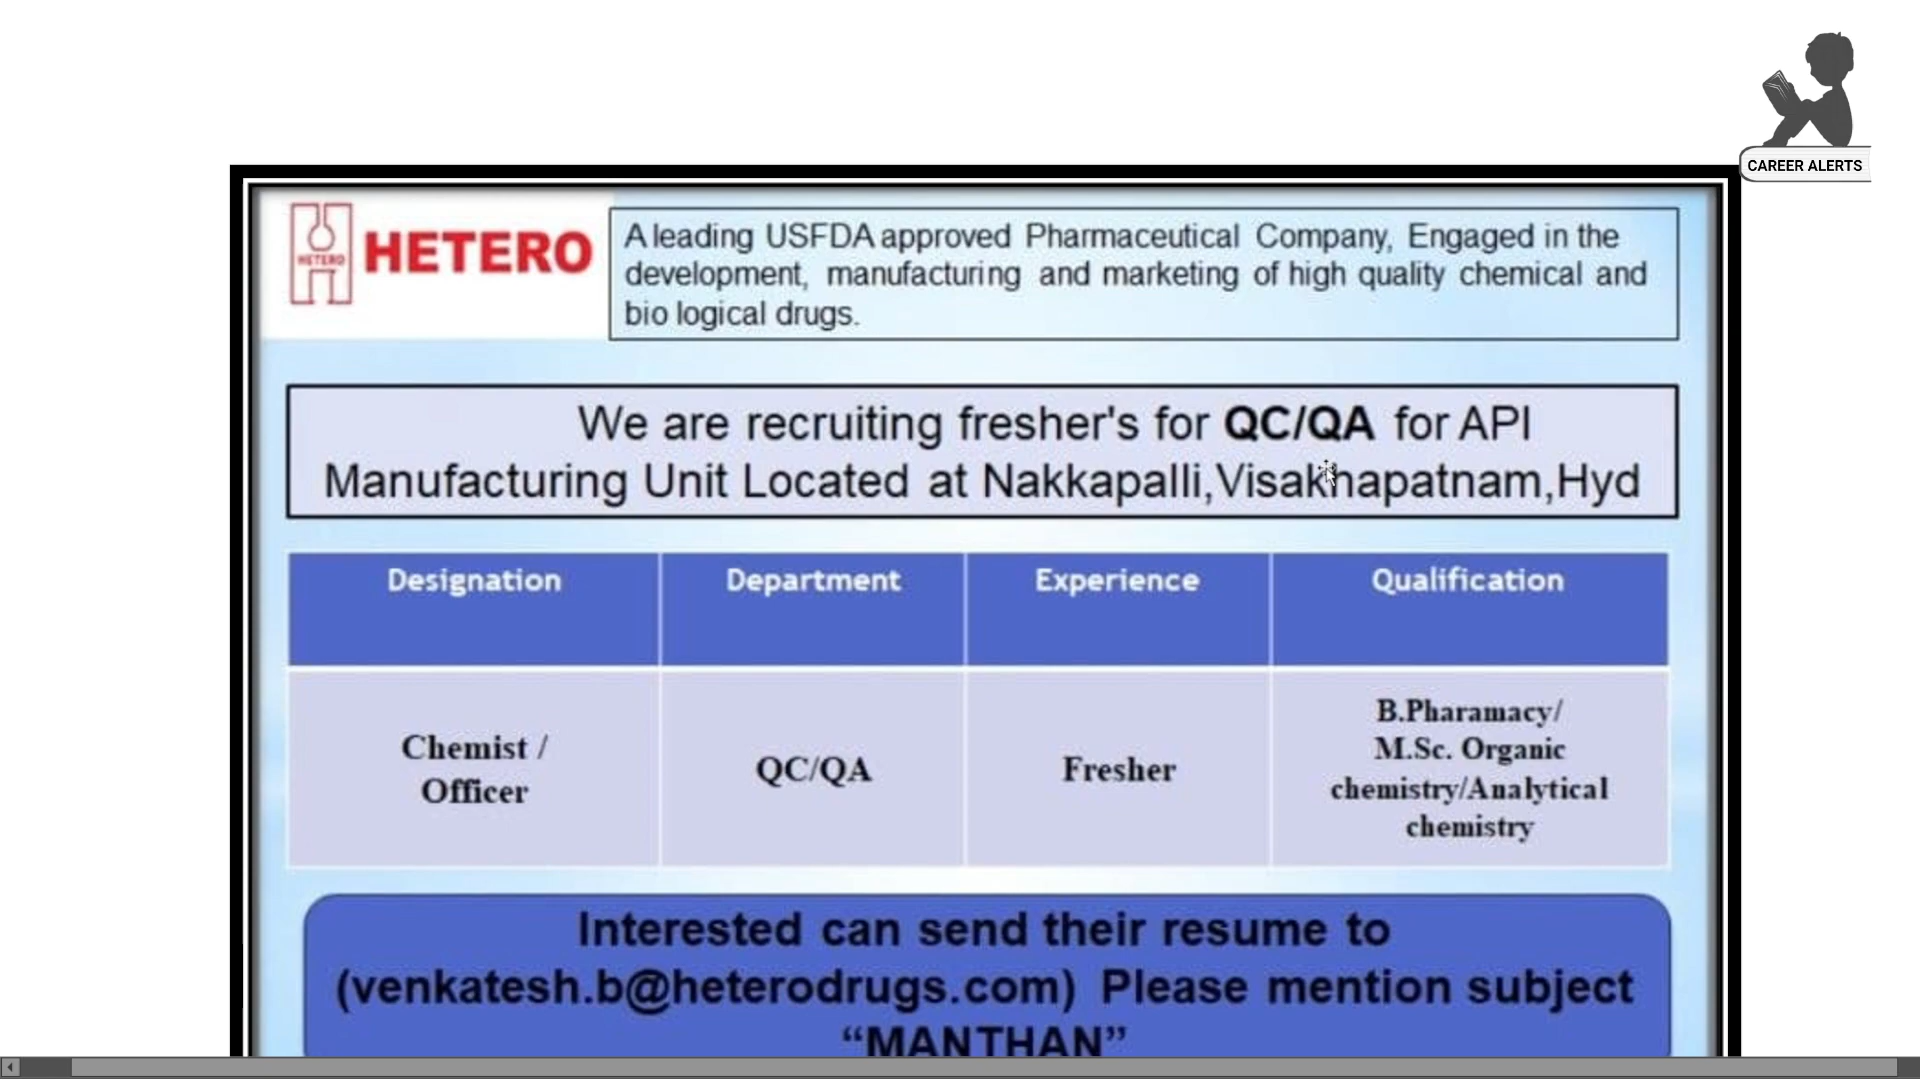 CAREER ALERTS
HETERO
HETERO
A leading USFDA approved Pharmaceutical Company, Engaged in the
development, manufacturing and marketing of high quality chemical and
bio logical drugs.
We are recruiting fresher's for QC/QA for API
Manufacturing Unit Located at Nakkapalli,Visakhapatnam,Hyd
Designation Department Experience Qualification
Chemist /
Officer
QC/QA
Fresher
B.Pharamacy/
M.Sc. Organic
chemistry/Analytical
chemistry
Interested can send their resume to
(venkatesh.b@heterodrugs.com) Please mention subject
“MANTHAN”